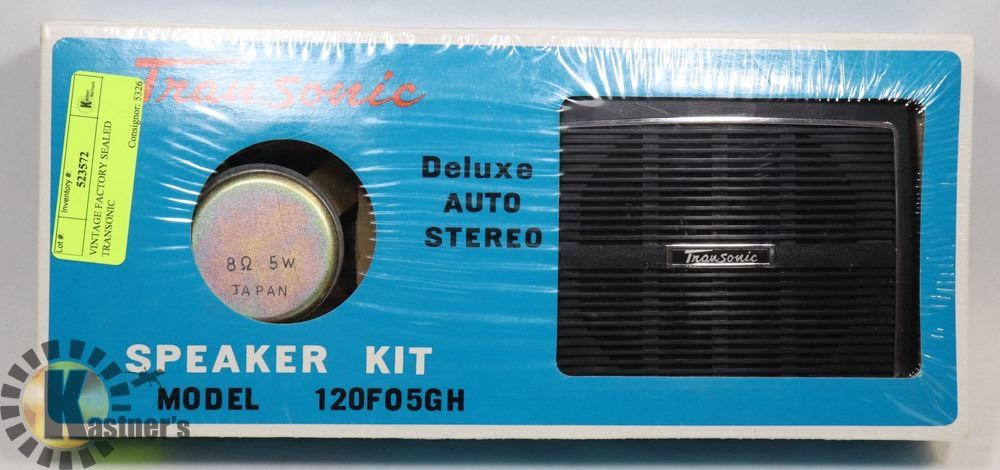 TranSonic
Deluxe
AUTO
STEREO
8Ω 5W
JAPAN
SPEAKER KIT
MODEL 120F05GH
TranSonic
Lot #:
Inventory #:
523572
VINTAGE FACTORY SEALED
TRANSONIC
Consignor: 5326
Kastner's